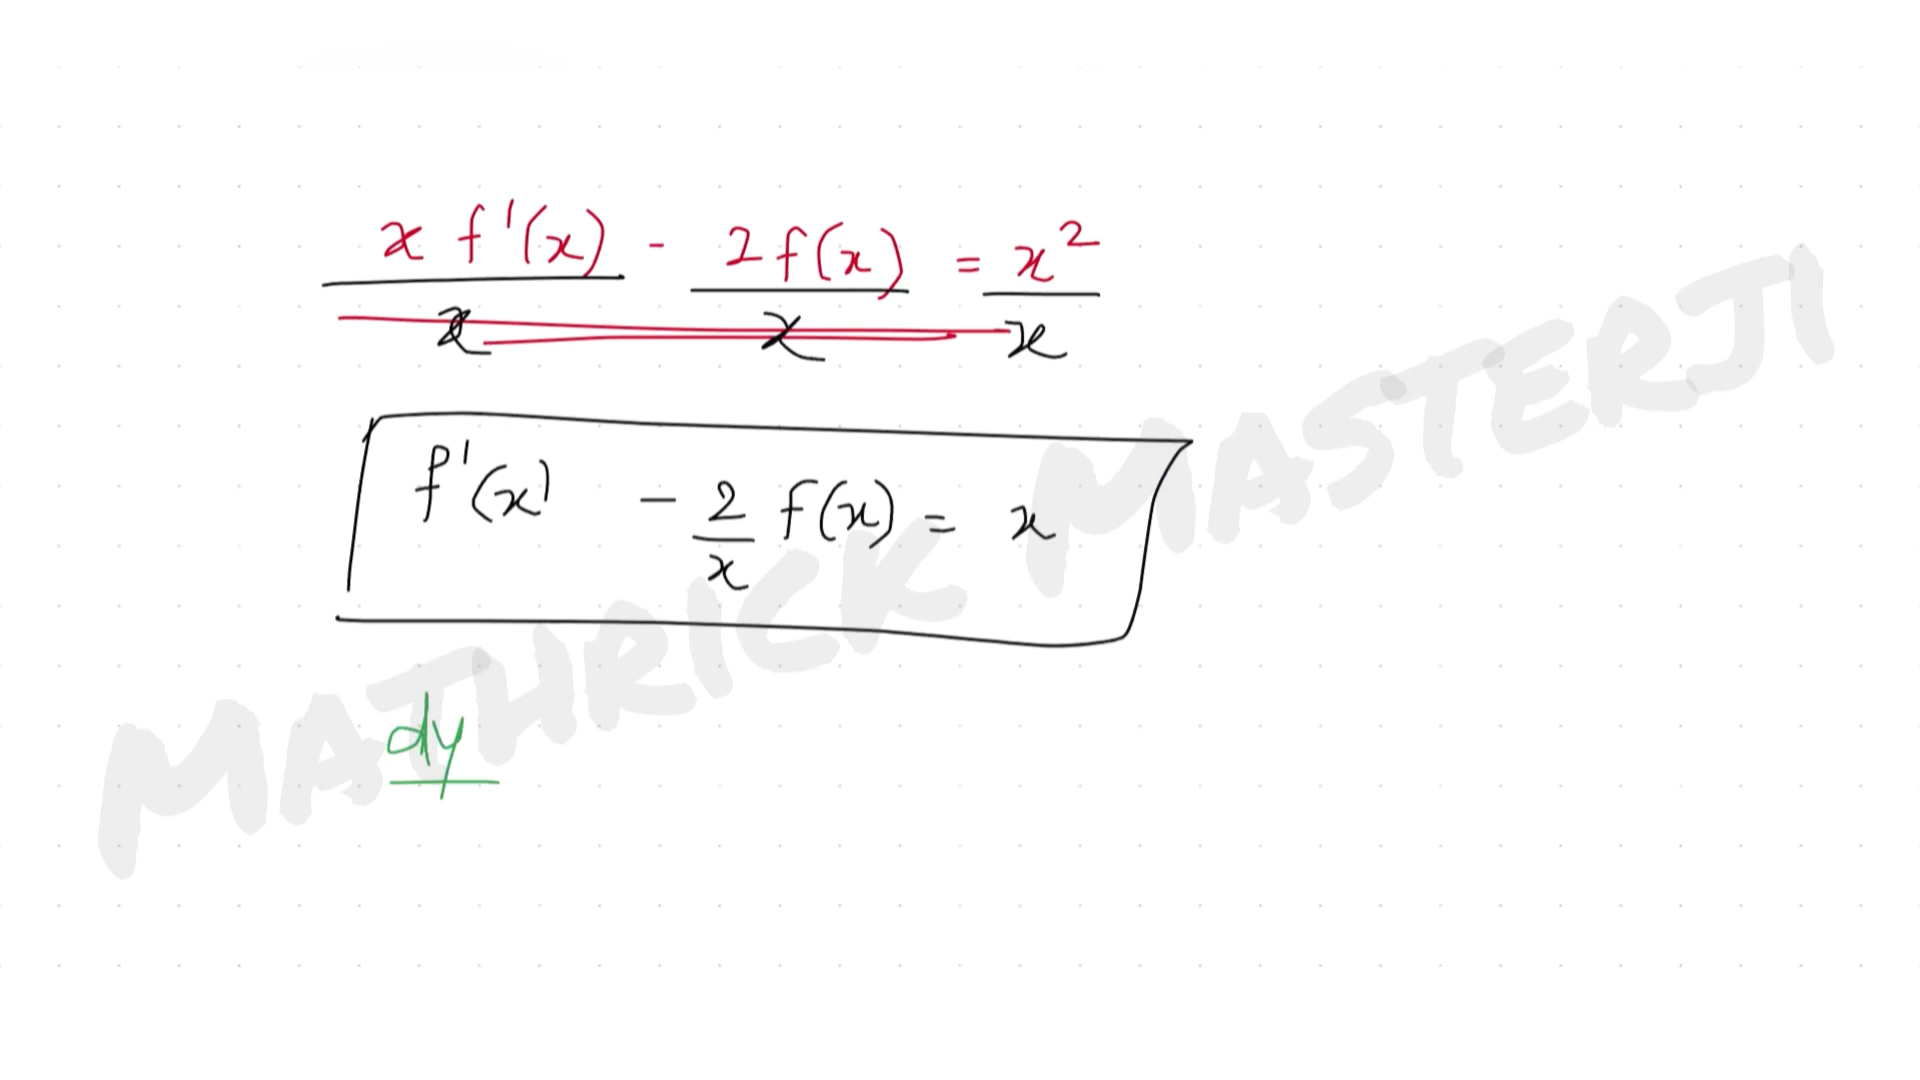 x f'(x) - 2f(x) = x²
x x x
f'(x) - 2/x f(x) = x
dy
MATHRICK MASTERJI